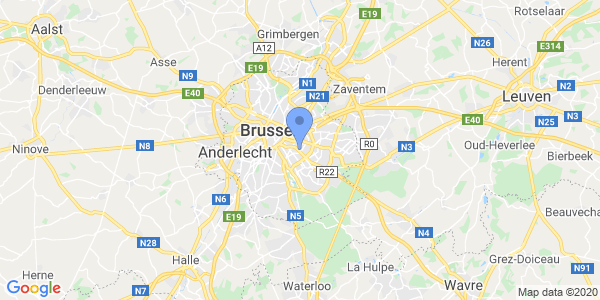 E19
Rotselaar
Aalst
Grimbergen
N26
E314
A12
Herent
Asse
E19
N9
N1
Zaventem
N2
Denderleeuw
E40
N21
Leuven
N3
E40
N25
Brussel
Ninove
N8
Anderlecht
R0
N3
Oud-Heverlee
Bierbeek
R22
N6
E19
N5
Beauvecha
N4
N28
Halle
Grez-Doiceau
La Hulpe
N91
Herne
Google
N7
Waterloo
Wavre
Map data ©2020